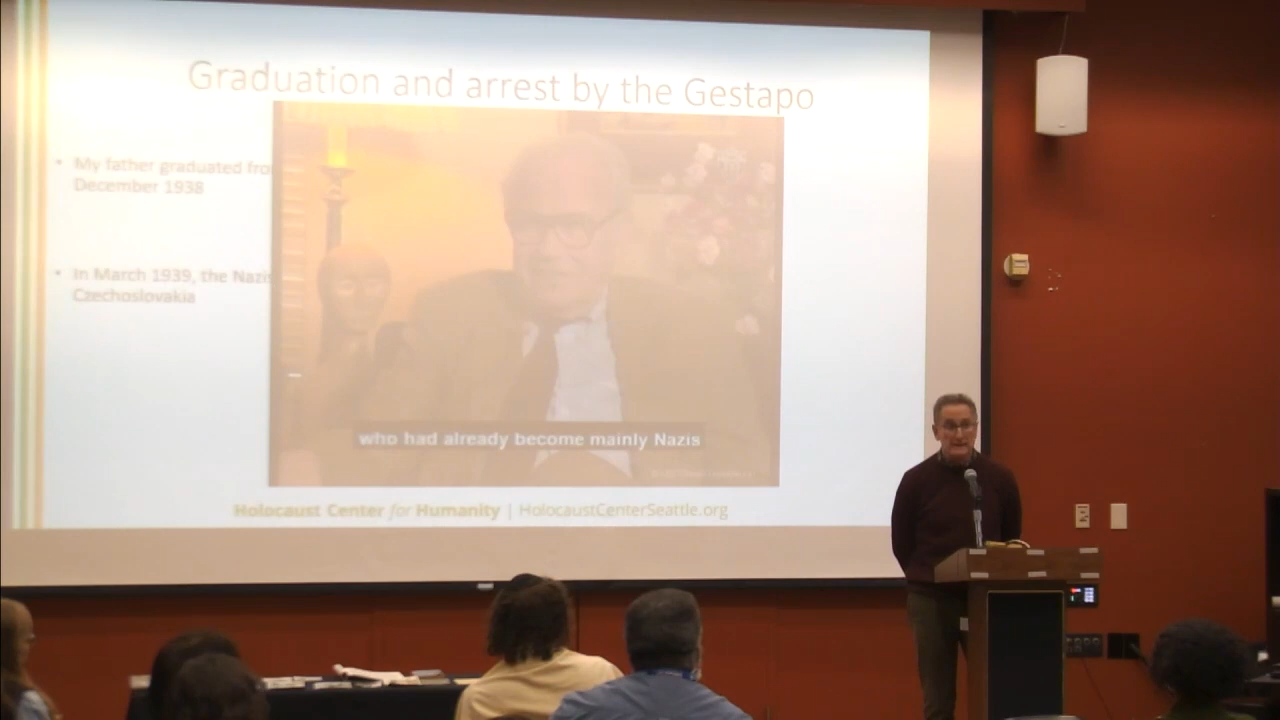 Graduation and arrest by the Gestapo
• My father graduated fro
December 1938
• In March 1939, the Nazis
Czechoslovakia
who had already become mainly Nazis
Holocaust Center for Humanity | HolocaustCenterSeattle.org